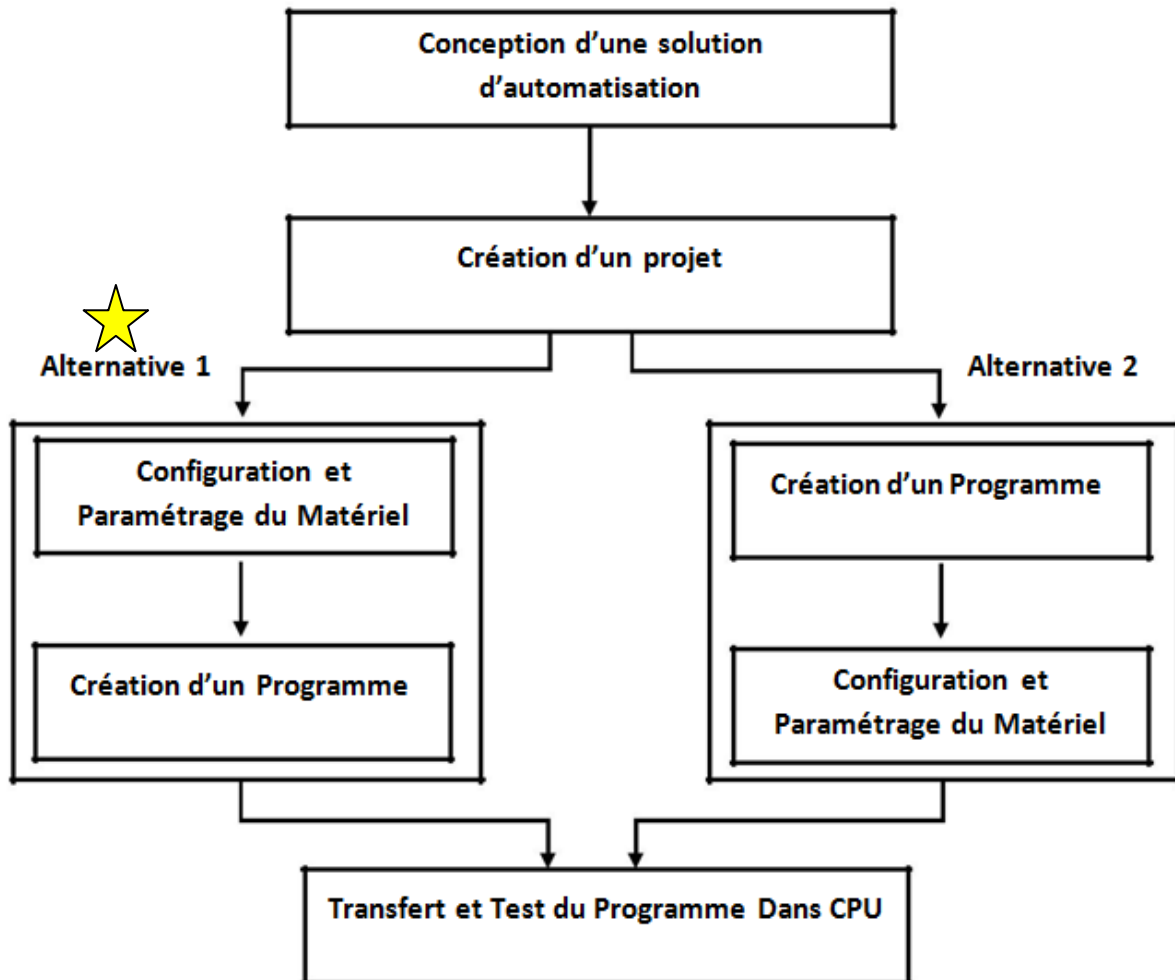 Conception d’une solution
d’automatisation
Création d’un projet
Alternative 1
Alternative 2
Configuration et
Paramétrage du Matériel
Création d’un Programme
Création d’un Programme
Configuration et
Paramétrage du Matériel
Transfert et Test du Programme Dans CPU